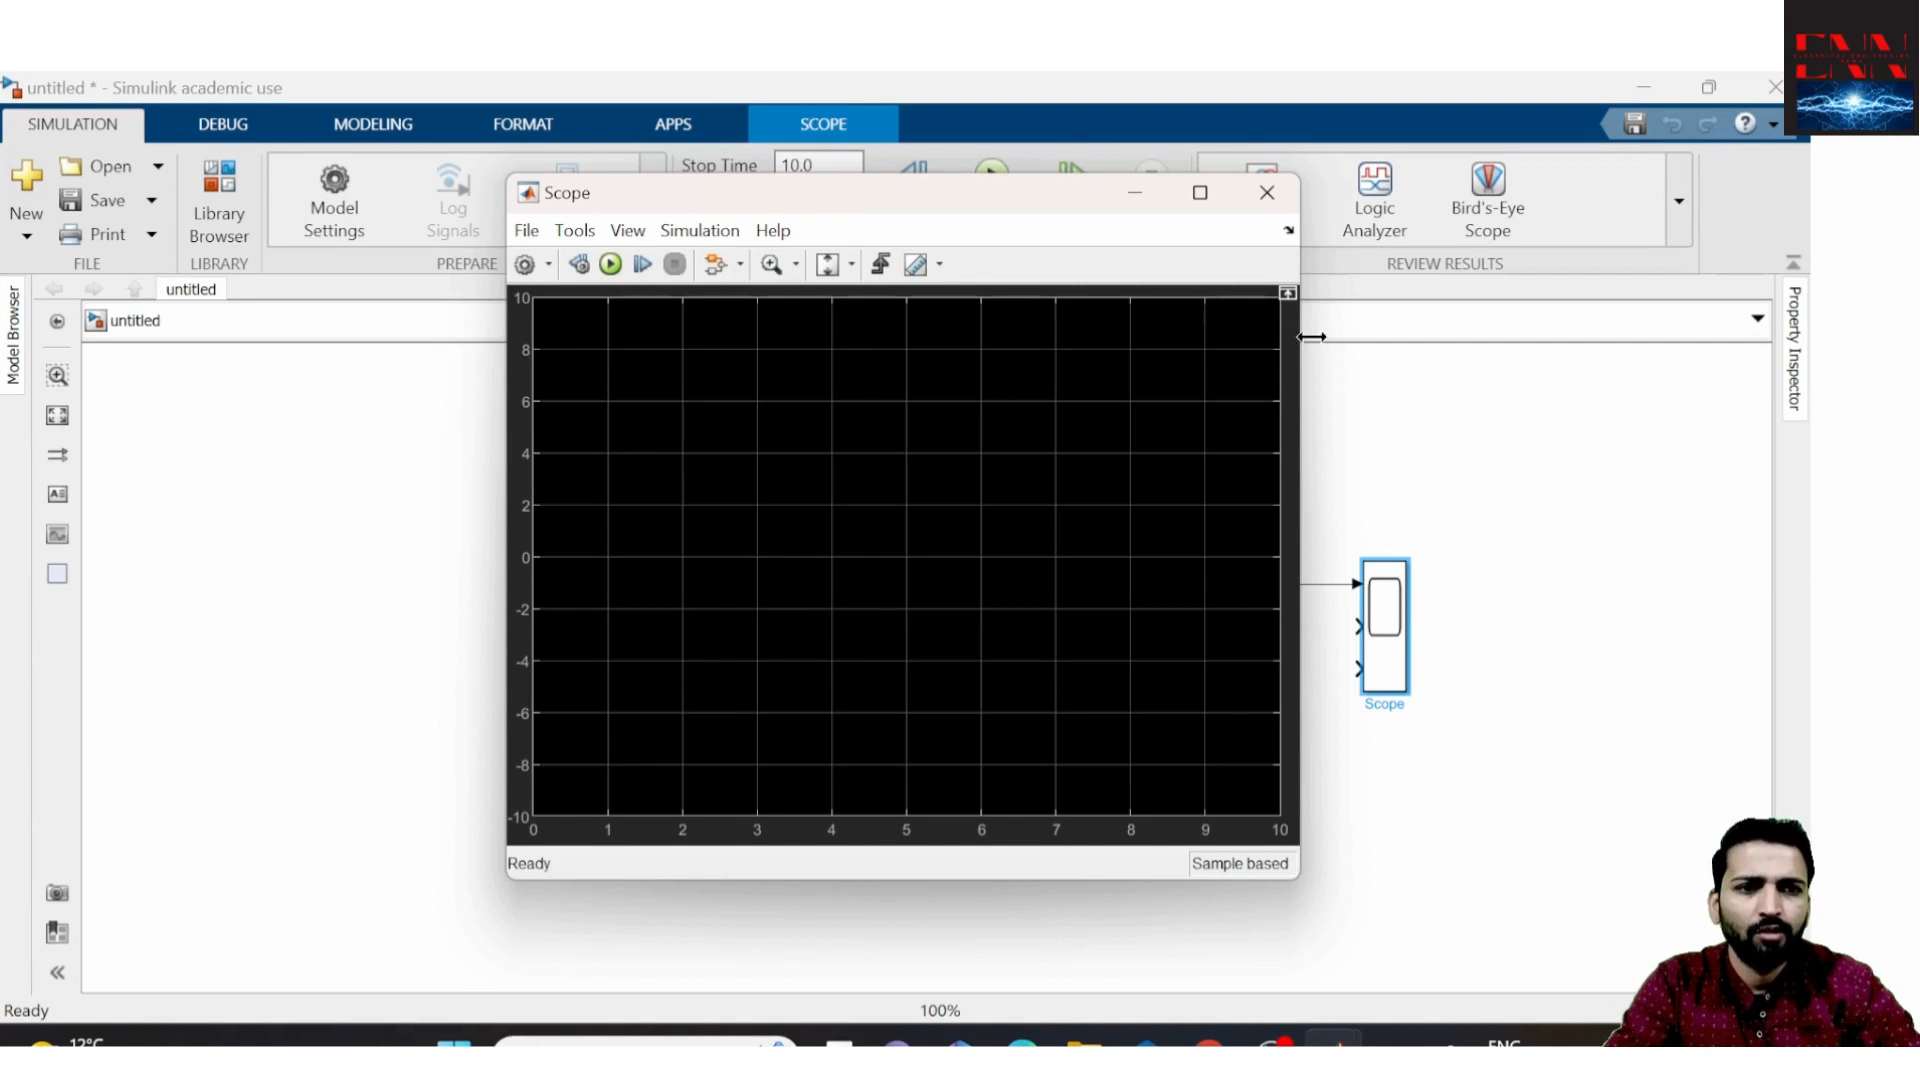 ENN
untitled * - Simulink academic use
SIMULATION
DEBUG
MODELING
FORMAT
APPS
SCOPE
New
Open
Save
Print
FILE
Library
Browser
LIBRARY
Model
Settings
Log
Signals
PREPARE
Stop Time
10.0
Logic
Analyzer
Bird's-Eye
Scope
REVIEW RESULTS
Model Browser
untitled
untitled
Property Inspector
Scope
File Tools View Simulation Help
10
8
6
4
2
0
-2
-4
-6
-8
-10
0 1 2 3 4 5 6 7 8 9 10
Ready
Sample based
Scope
Ready
100%
12°C
ENG